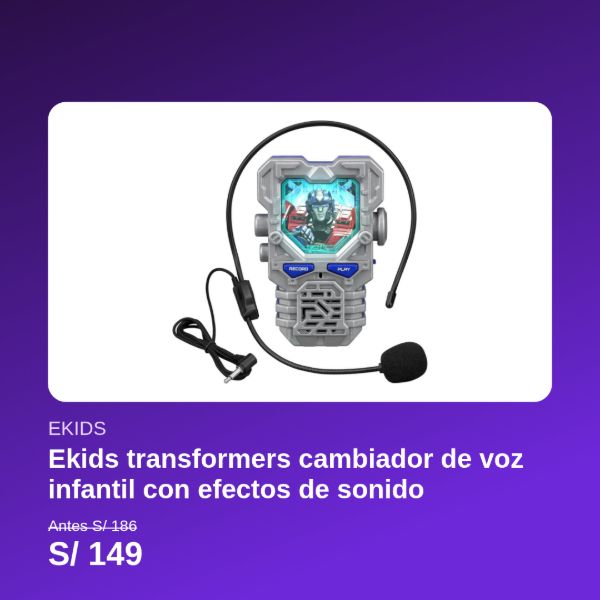 RECORD
PLAY
EKIDS
Ekids transformers cambiador de voz
infantil con efectos de sonido
Antes S/ 186
S/ 149